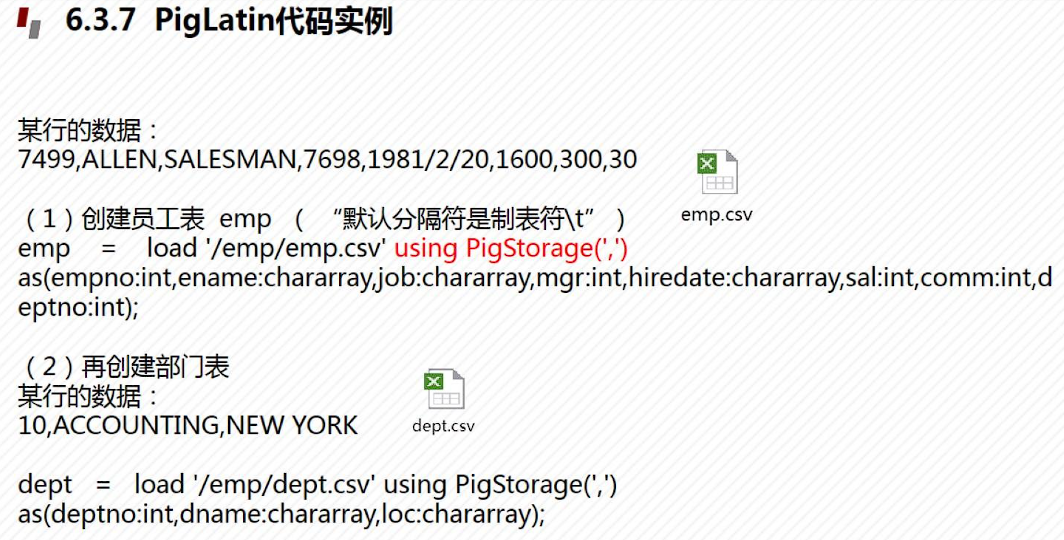 6.3.7 PigLatin代码实例
某行的数据：
7499,ALLEN,SALESMAN,7698,1981/2/20,1600,300,30
emp.csv
（1）创建员工表 emp （ “默认分隔符是制表符\t” ）
emp = load '/emp/emp.csv' using PigStorage(',')
as(empno:int,ename:chararray,job:chararray,mgr:int,hiredate:chararray,sal:int,comm:int,d
eptno:int);
（2）再创建部门表
某行的数据：
10,ACCOUNTING,NEW YORK
dept.csv
dept = load '/emp/dept.csv' using PigStorage(',')
as(deptno:int,dname:chararray,loc:chararray);